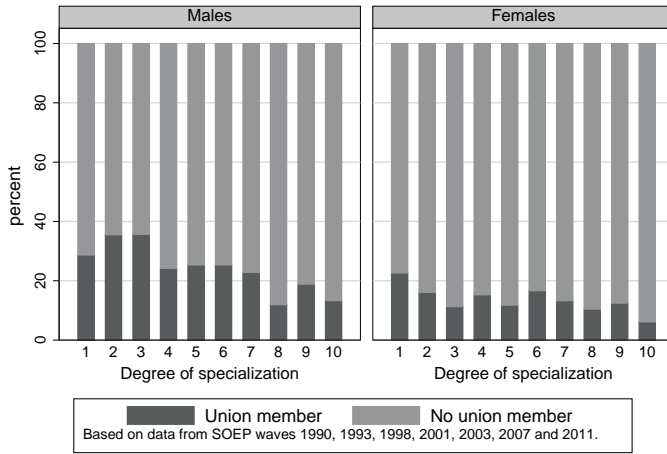 Males Females
percent
100
80
60
40
20
0
1 2 3 4 5 6 7 8 9 10 1 2 3 4 5 6 7 8 9 10
Degree of specialization Degree of specialization
Union member No union member
Based on data from SOEP waves 1990, 1993, 1998, 2001, 2003, 2007 and 2011.